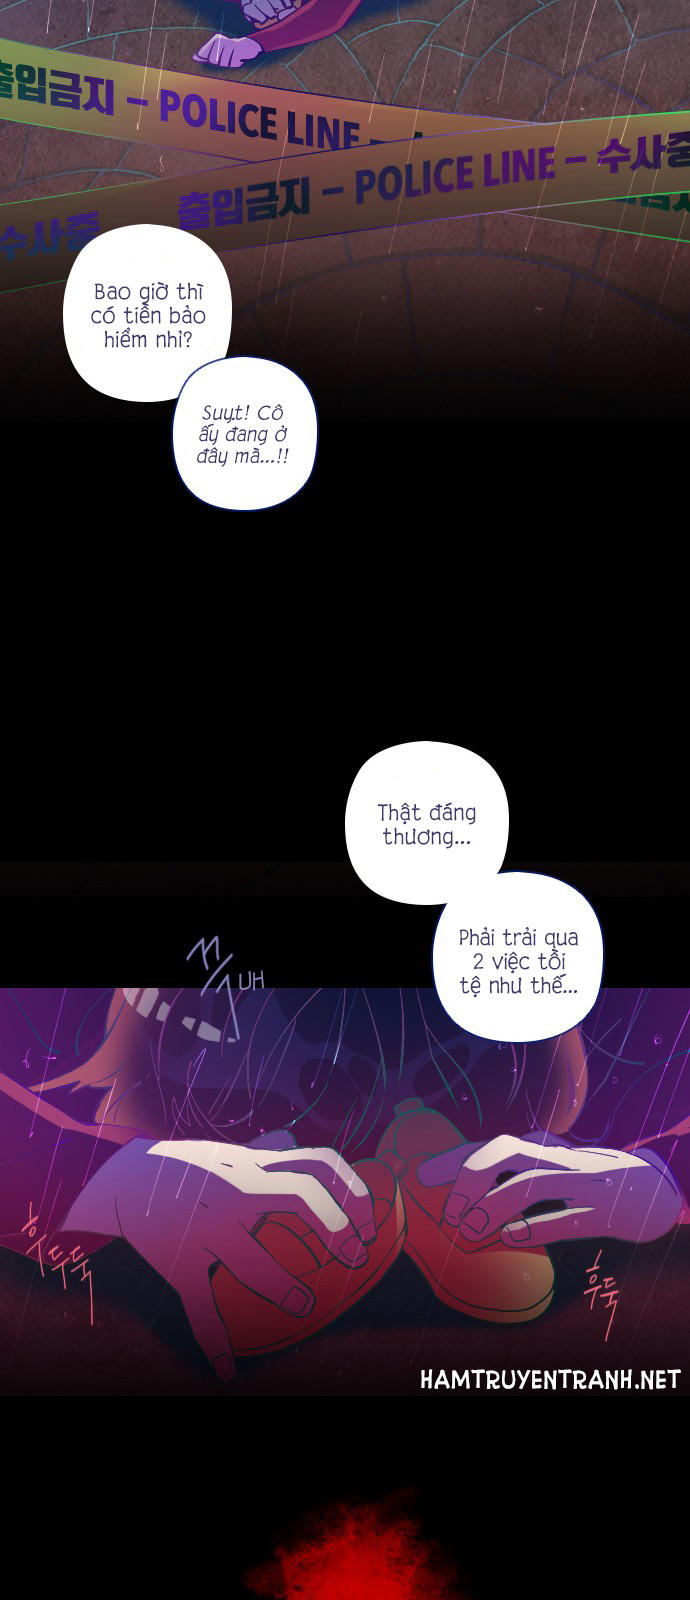 출입금지 – POLICE LINE –
출입금지 – POLICE LINE – 수사중
수사중
Bao giờ thì
có tiền bảo
hiểm nhỉ?
Suỵt! Cô
ấy đang ở
đây mà...!!
Thật đáng
thương...
Phải trải qua
2 việc tồi
tệ như thế...
UH
후두둑
후둑
HAMTRUYENTRANH.NET